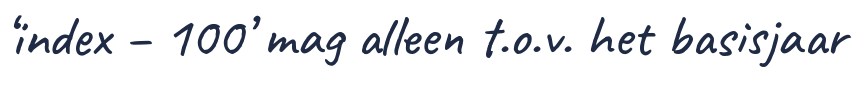 ‘index – 100’ mag alleen t.o.v. het basisjaar